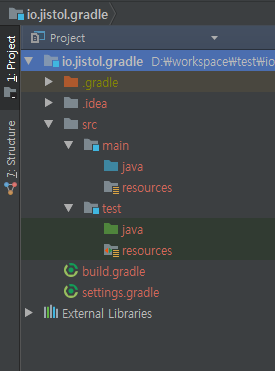 io.jistol.gradle
Project
1: Project
7: Structure
io.jistol.gradle D:₩workspace₩test₩io
.gradle
.idea
src
main
java
resources
test
java
resources
build.gradle
settings.gradle
External Libraries